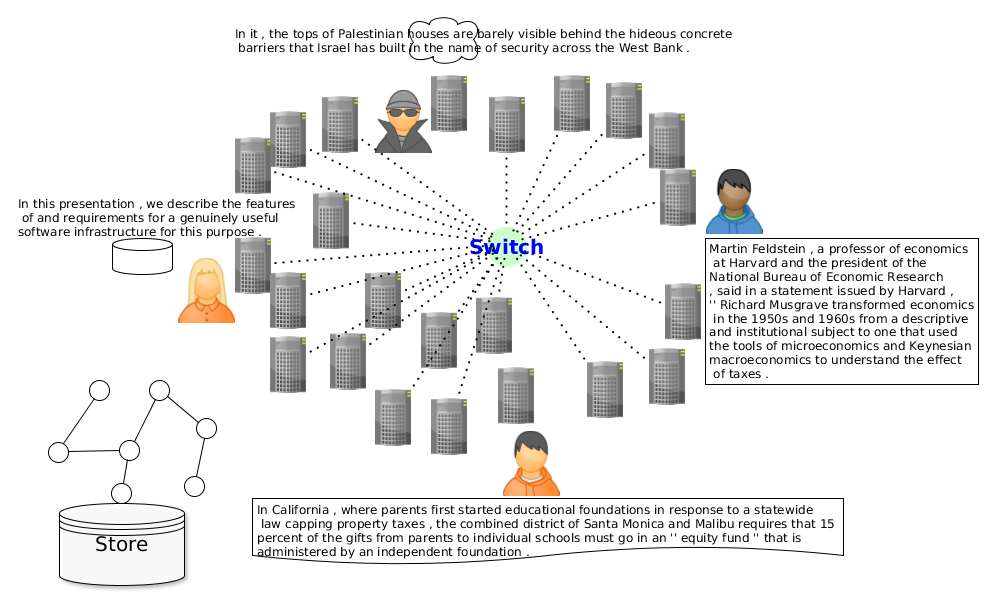 In it , the tops of Palestinian houses are barely visible behind the hideous concrete
barriers that Israel has built in the name of security across the West Bank .
In this presentation , we describe the features
of and requirements for a genuinely useful
software infrastructure for this purpose .
Switch
Martin Feldstein , a professor of economics
at Harvard and the president of the
National Bureau of Economic Research
, said in a statement issued by Harvard ,
'' Richard Musgrave transformed economics
in the 1950s and 1960s from a descriptive
and institutional subject to one that used
the tools of microeconomics and Keynesian
macroeconomics to understand the effect
of taxes .
Store
In California , where parents first started educational foundations in response to a statewide
law capping property taxes , the combined district of Santa Monica and Malibu requires that 15
percent of the gifts from parents to individual schools must go in an '' equity fund '' that is
administered by an independent foundation .